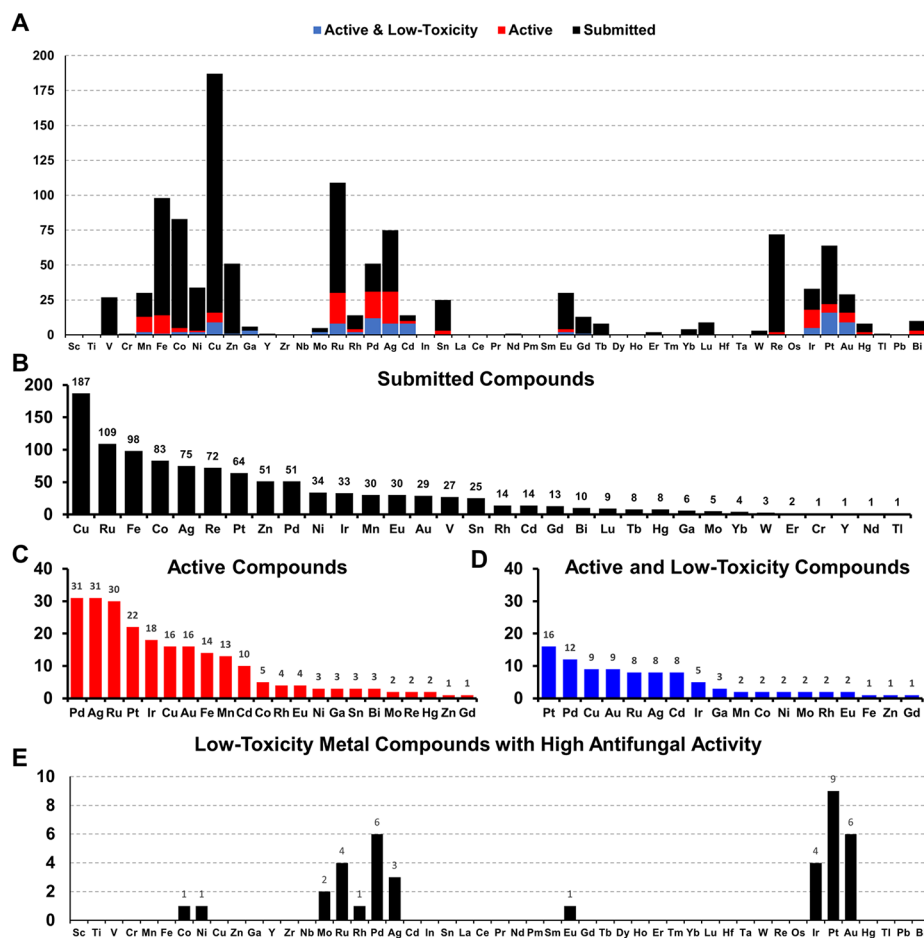 A
Active & Low-Toxicity Active Submitted
200
175
150
125
100
75
50
25
0
Sc Ti V Cr Mn Fe Co Ni Cu Zn Ga Y Zr Nb Mo Ru Rh Pd Ag Cd In Sn La Ce Pr Nd Pm Sm Eu Gd Tb Dy Ho Er Tm Yb Lu Hf Ta W Re Os Ir Pt Au Hg Tl Pb Bi
B
Submitted Compounds
200
150
100
50
0
187 109 98 83 75 72 64 51 51 34 33 30 30 29 27 25 14 14 13 10 9 8 8 6 5 4 3 2 1 1 1 1
Cu Ru Fe Co Ag Re Pt Zn Pd Ni Ir Mn Eu Au V Sn Rh Cd Gd Bi Lu Tb Hg Ga Mo Yb W Er Cr Y Nd Tl
C
Active Compounds
40
30
20
10
0
31 31 30 22 18 16 16 14 13 10 5 4 4 3 3 3 3 2 2 2 1 1
Pd Ag Ru Pt Ir Cu Au Fe Mn Cd Co Rh Eu Ni Ga Sn Bi Mo Re Hg Zn Gd
D
Active and Low-Toxicity Compounds
40
30
20
10
0
16 12 9 9 8 8 8 5 3 2 2 2 2 2 2 1 1 1
Pt Pd Cu Au Ru Ag Cd Ir Ga Mn Co Ni Mo Rh Eu Fe Zn Gd
E
Low-Toxicity Metal Compounds with High Antifungal Activity
10
8
6
4
2
0
1 1 2 4 1 6 3 1 4 9 6
Sc Ti V Cr Mn Fe Co Ni Cu Zn Ga Y Zr Nb Mo Ru Rh Pd Ag Cd In Sn La Ce Pr Nd Pm Sm Eu Gd Tb Dy Ho Er Tm Yb Lu Hf Ta W Re Os Ir Pt Au Hg Tl Pb B